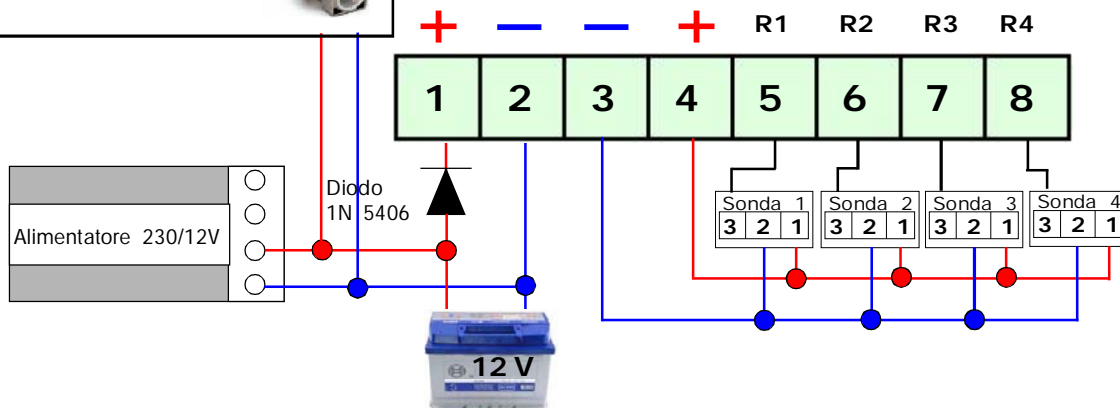 + — — + R1 R2 R3 R4
1 2 3 4 5 6 7 8
Diodo
1N 5406
Alimentatore 230/12V
Sonda 1
3 2 1
Sonda 2
3 2 1
Sonda 3
3 2 1
Sonda 4
3 2 1
12 V